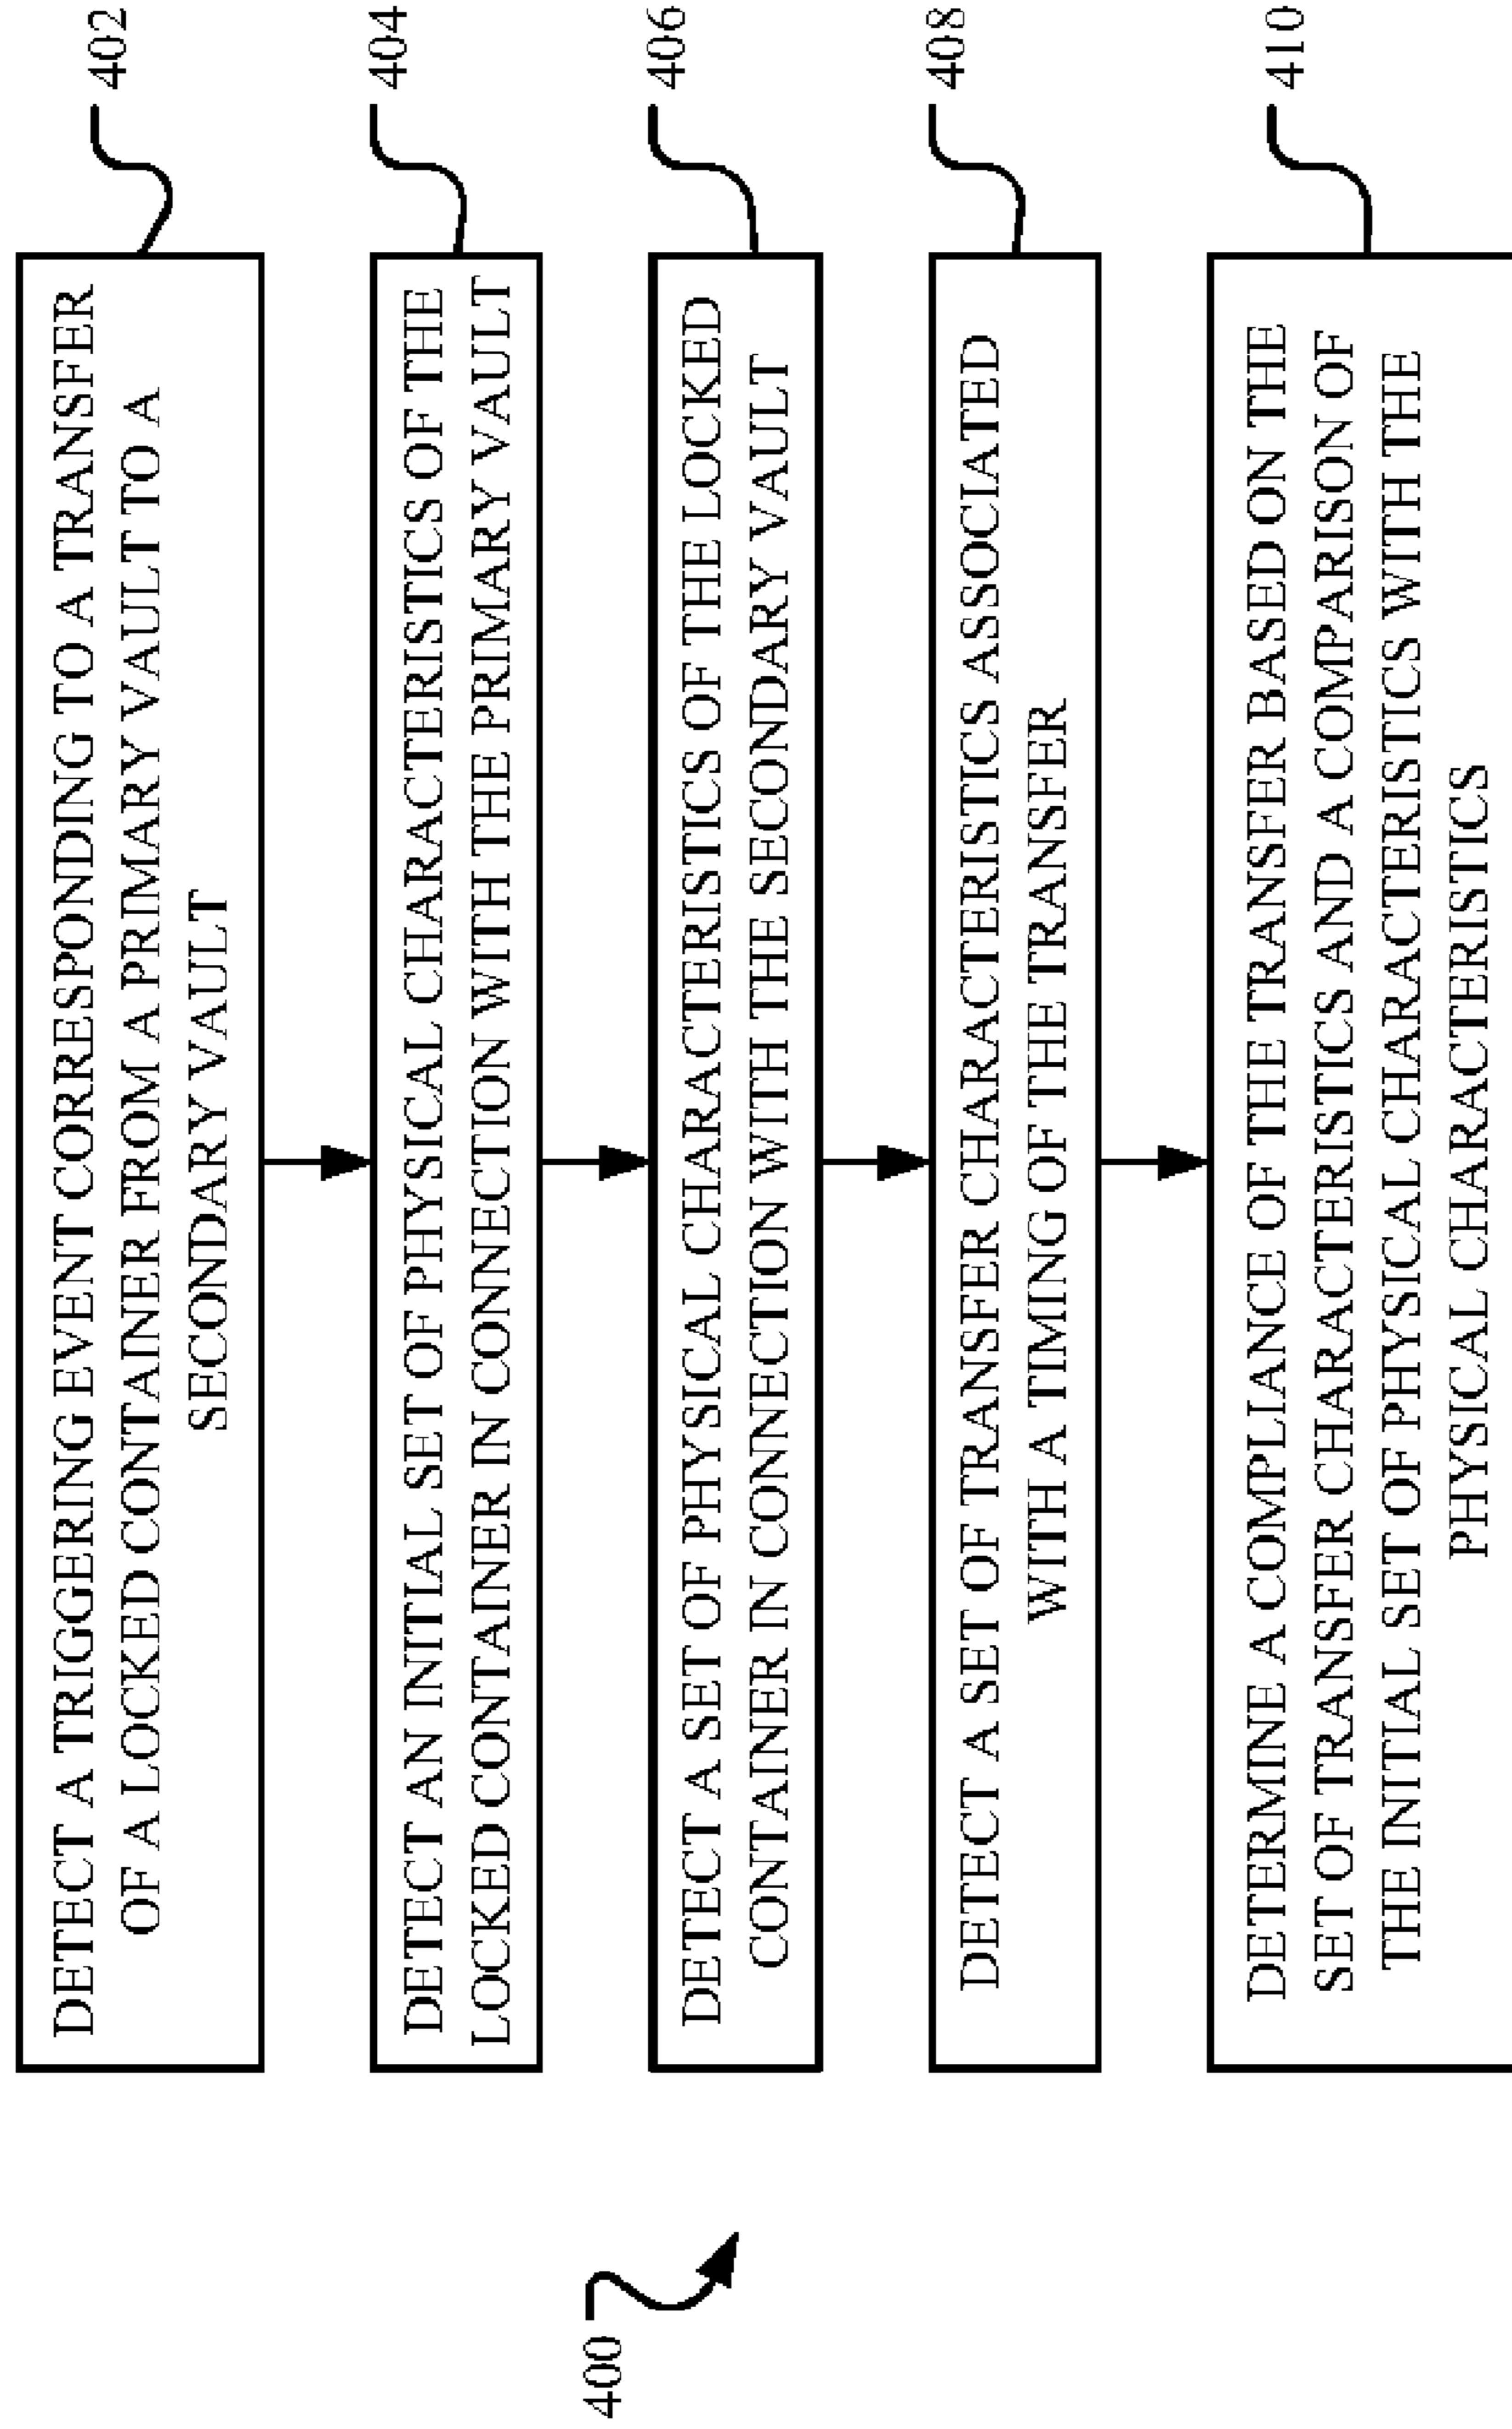 400
DETECT A TRIGGERING EVENT CORRESPONDING TO A TRANSFER
OF A LOCKED CONTAINER FROM A PRIMARY VAULT TO A
SECONDARY VAULT
402
DETECT AN INITIAL SET OF PHYSICAL CHARACTERISTICS OF THE
LOCKED CONTAINER IN CONNECTION WITH THE PRIMARY VAULT
404
DETECT A SET OF PHYSICAL CHARACTERISTICS OF THE LOCKED
CONTAINER IN CONNECTION WITH THE SECONDARY VAULT
406
DETECT A SET OF TRANSFER CHARACTERISTICS ASSOCIATED
WITH A TIMING OF THE TRANSFER
408
DETERMINE A COMPLIANCE OF THE TRANSFER BASED ON THE
SET OF TRANSFER CHARACTERISTICS AND A COMPARISON OF
THE INITIAL SET OF PHYSICAL CHARACTERISTICS WITH THE
PHYSICAL CHARACTERISTICS
410